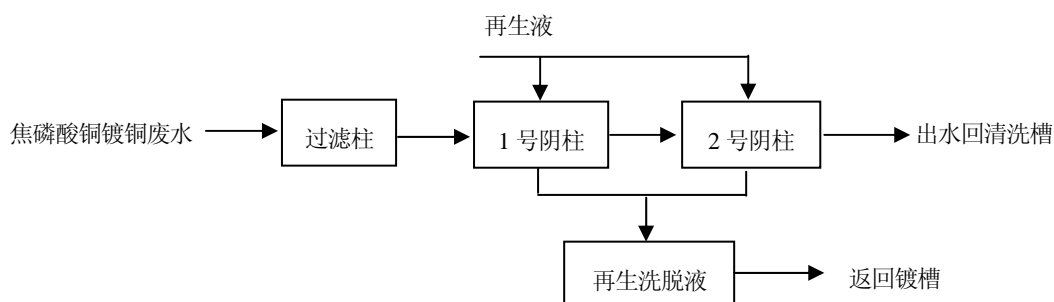 再生液
焦磷酸铜镀铜废水
过滤柱
1 号阴柱
2 号阴柱
出水回清洗槽
再生洗脱液
返回镀槽